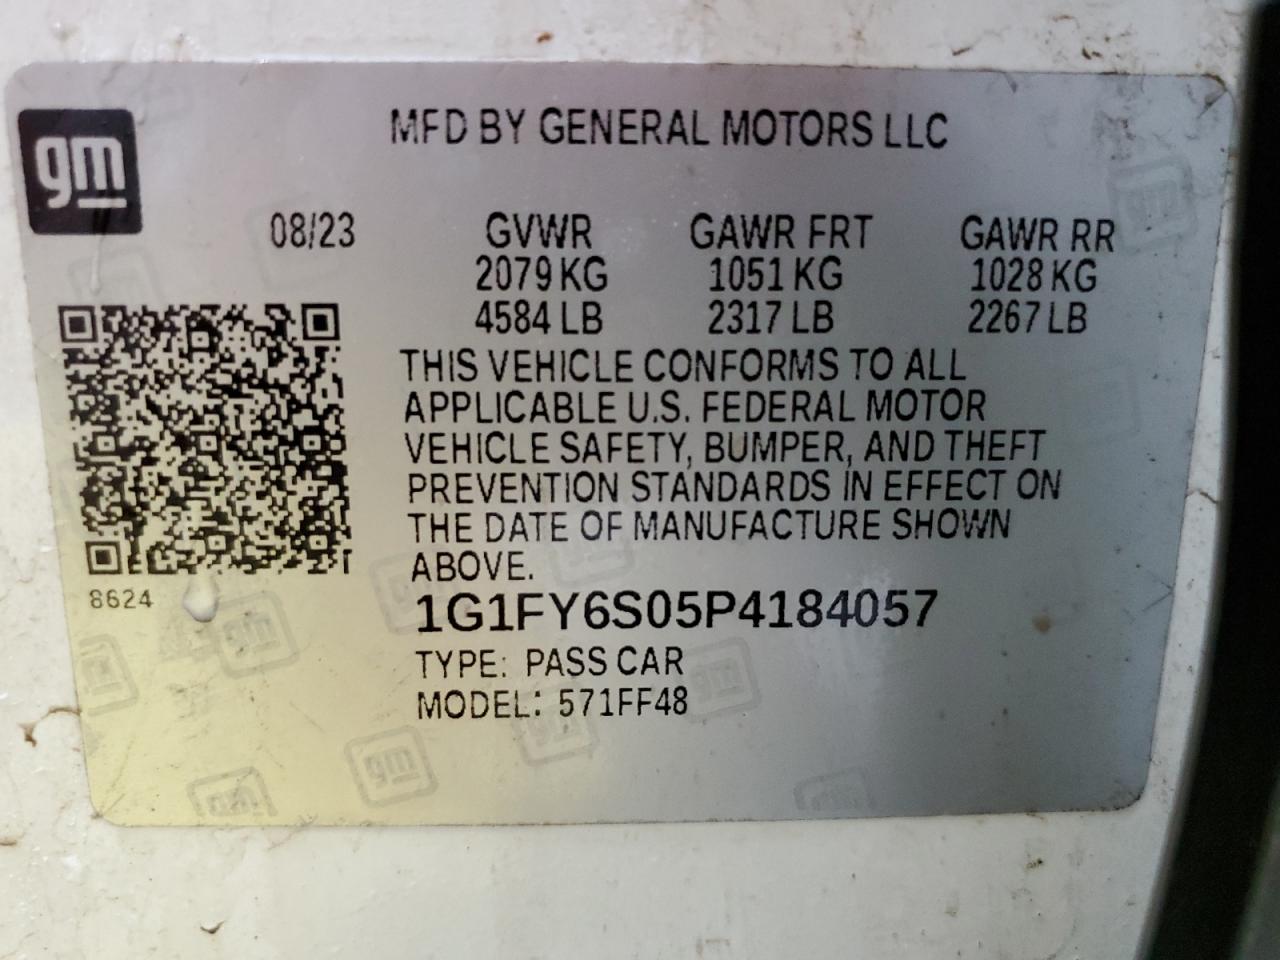 gm
MFD BY GENERAL MOTORS LLC
08/23 GVWR GAWR FRT GAWR RR
2079 KG 1051 KG 1028 KG
4584 LB 2317 LB 2267 LB
THIS VEHICLE CONFORMS TO ALL
APPLICABLE U.S. FEDERAL MOTOR
VEHICLE SAFETY, BUMPER, AND THEFT
PREVENTION STANDARDS IN EFFECT ON
THE DATE OF MANUFACTURE SHOWN
ABOVE.
8624
1G1FY6S05P4184057
TYPE: PASS CAR
MODEL: 571FF48